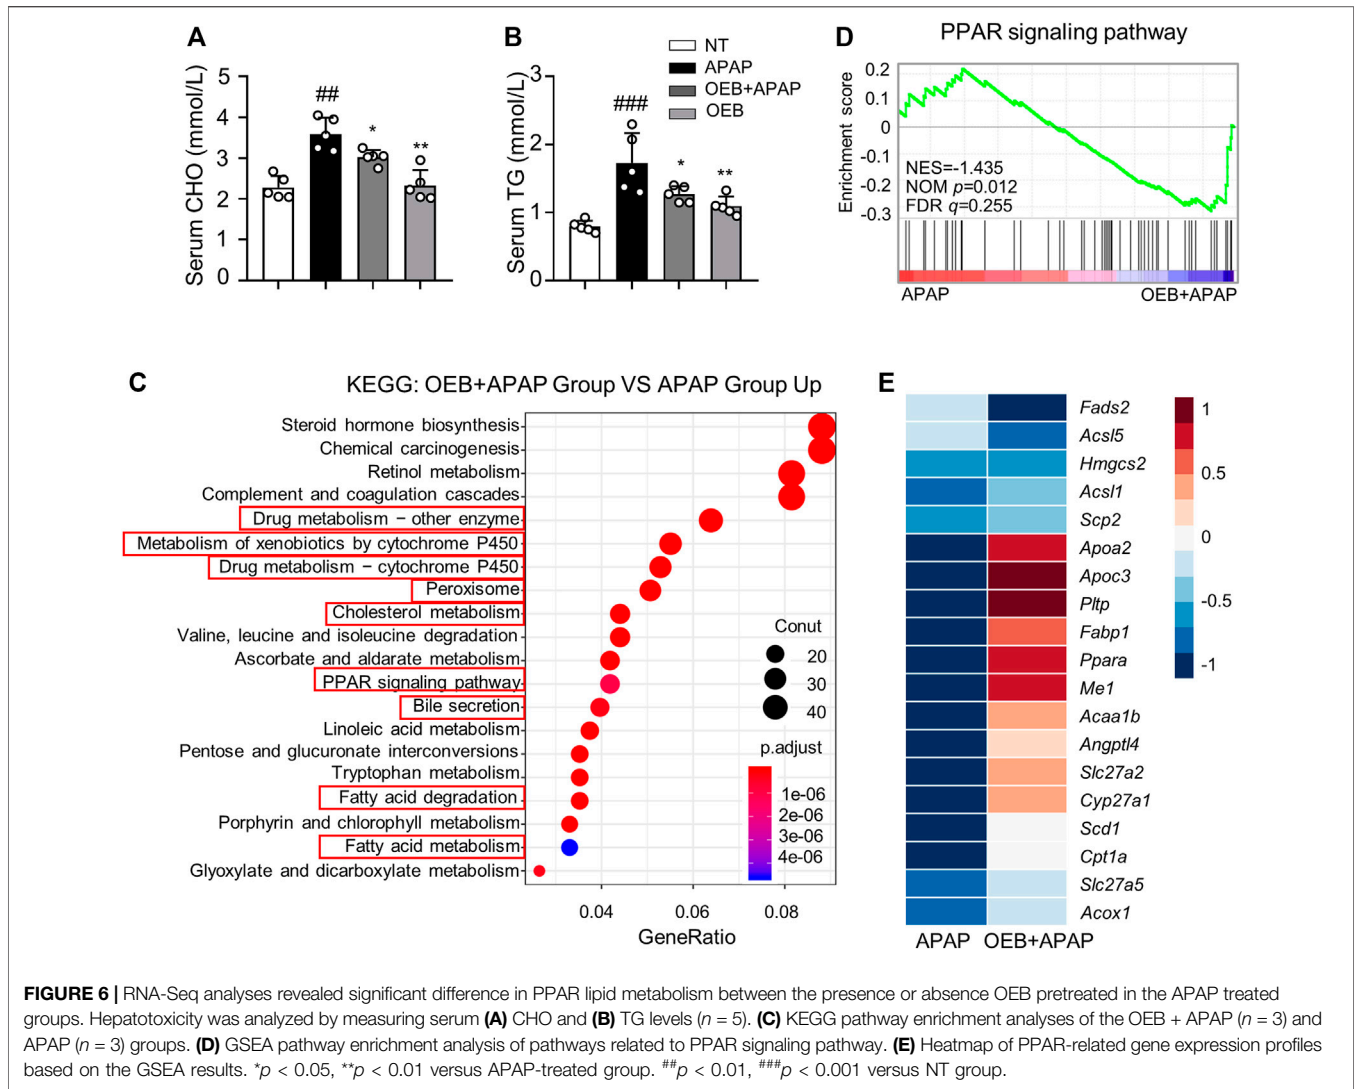 A
Serum CHO (mmol/L)
5
4
3
2
1
0
##
*
**
B
Serum TG (mmol/L)
3
2
1
0
###
*
**
NT
APAP
OEB+APAP
OEB
D
PPAR signaling pathway
Enrichment score
0.2
0.1
0
-0.1
-0.2
-0.3
NES=-1.435
NOM p=0.012
FDR q=0.255
APAP
OEB+APAP
C
KEGG: OEB+APAP Group VS APAP Group Up
Steroid hormone biosynthesis
Chemical carcinogenesis
Retinol metabolism
Complement and coagulation cascades
Drug metabolism − other enzyme
Metabolism of xenobiotics by cytochrome P450
Drug metabolism − cytochrome P450
Peroxisome
Cholesterol metabolism
Valine, leucine and isoleucine degradation
Ascorbate and aldarate metabolism
PPAR signaling pathway
Bile secretion
Linoleic acid metabolism
Pentose and glucuronate interconversions
Tryptophan metabolism
Fatty acid degradation
Porphyrin and chlorophyll metabolism
Fatty acid metabolism
Glyoxylate and dicarboxylate metabolism
0.04 0.06 0.08
GeneRatio
Conut
20
30
40
p.adjust
1e-06
2e-06
3e-06
4e-06
E
Fads2
Acsl5
Hmgcs2
Acsl1
Scp2
Apoa2
Apoc3
Pltp
Fabp1
Ppara
Me1
Acaa1b
Angptl4
Slc27a2
Cyp27a1
Scd1
Cpt1a
Slc27a5
Acox1
APAP OEB+APAP
1
0.5
0
-0.5
-1
FIGURE 6 | RNA-Seq analyses revealed significant difference in PPAR lipid metabolism between the presence or absence OEB pretreated in the APAP treated
groups. Hepatotoxicity was analyzed by measuring serum (A) CHO and (B) TG levels (n = 5). (C) KEGG pathway enrichment analyses of the OEB + APAP (n = 3) and
APAP (n = 3) groups. (D) GSEA pathway enrichment analysis of pathways related to PPAR signaling pathway. (E) Heatmap of PPAR-related gene expression profiles
based on the GSEA results. *p < 0.05, **p < 0.01 versus APAP-treated group. ##p < 0.01, ###p < 0.001 versus NT group.